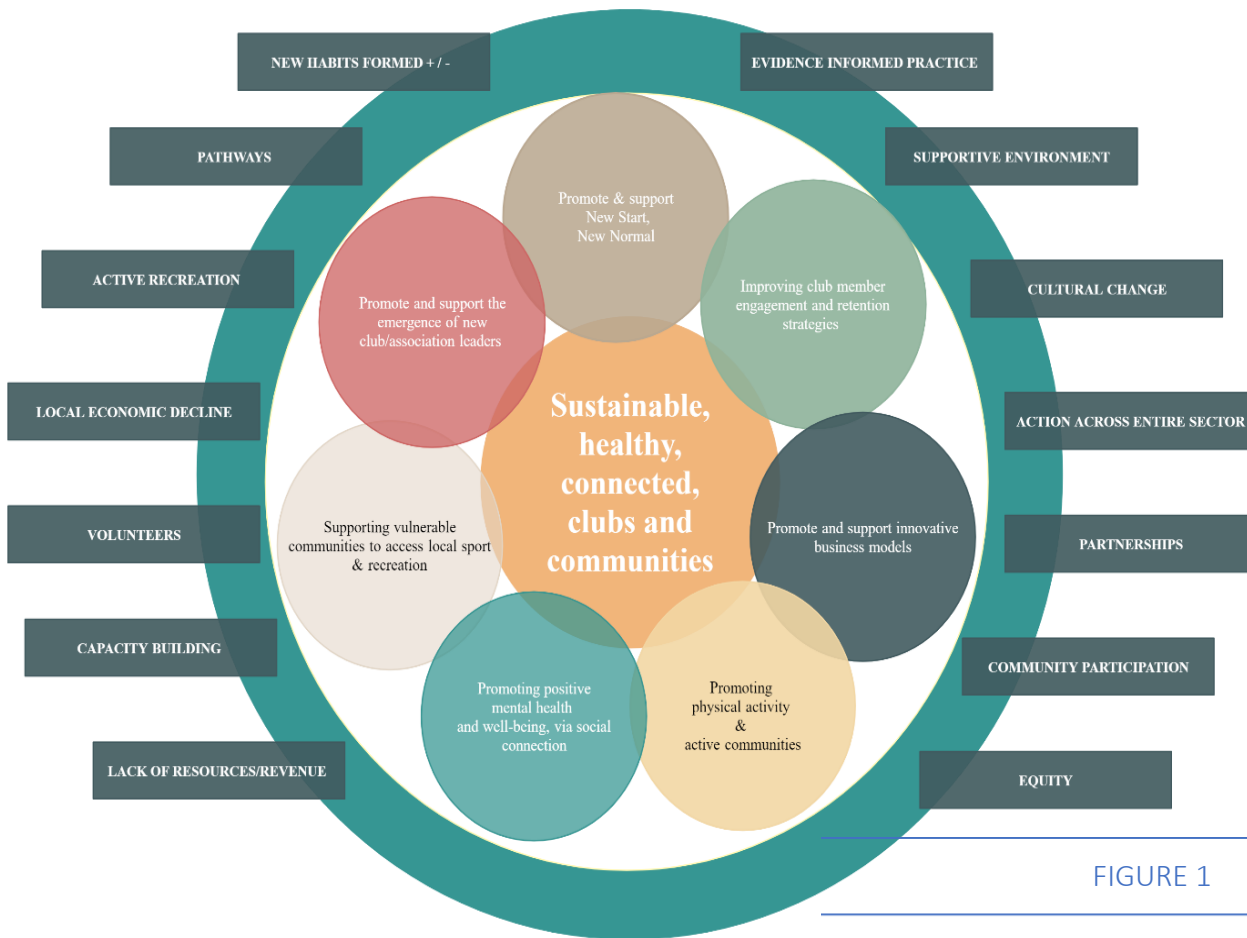 NEW HABITS FORMED + / -
EVIDENCE INFORMED PRACTICE
PATHWAYS
SUPPORTIVE ENVIRONMENT
Promote & support
New Start,
New Normal
ACTIVE RECREATION
CULTURAL CHANGE
Promote and support the
emergence of new
club/association leaders
Improving club member
engagement and retention
strategies
LOCAL ECONOMIC DECLINE
ACTION ACROSS ENTIRE SECTOR
Sustainable,
healthy,
connected,
clubs and
communities
VOLUNTEERS
PARTNERSHIPS
Supporting vulnerable
communities to access local sport
& recreation
Promote and support innovative
business models
CAPACITY BUILDING
COMMUNITY PARTICIPATION
Promoting positive
mental health
and well-being, via social
connection
Promoting
physical activity
&
active communities
LACK OF RESOURCES/REVENUE
EQUITY
FIGURE 1